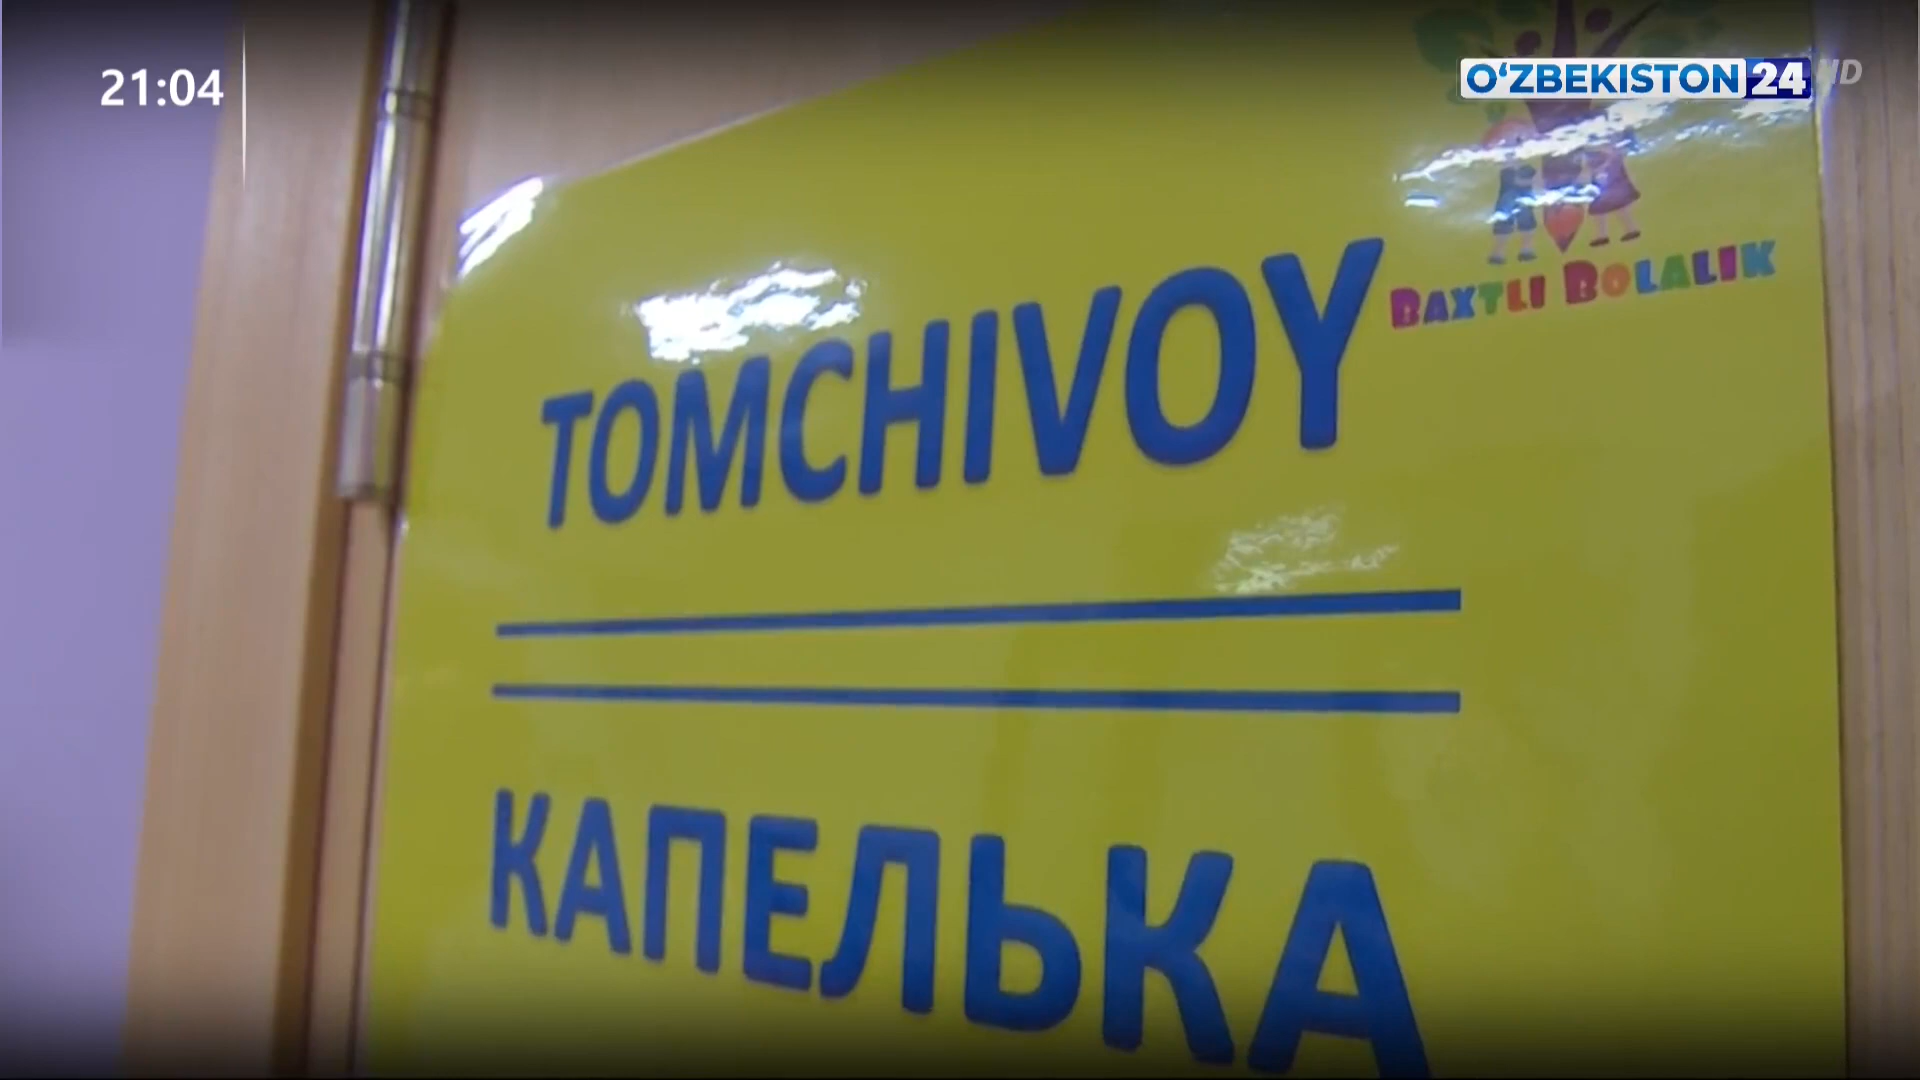 21:04
O‘ZBEKISTON 24 HD
BAXTLI BOLALIK
TOMCHIVOY
КАПЕЛЬКА